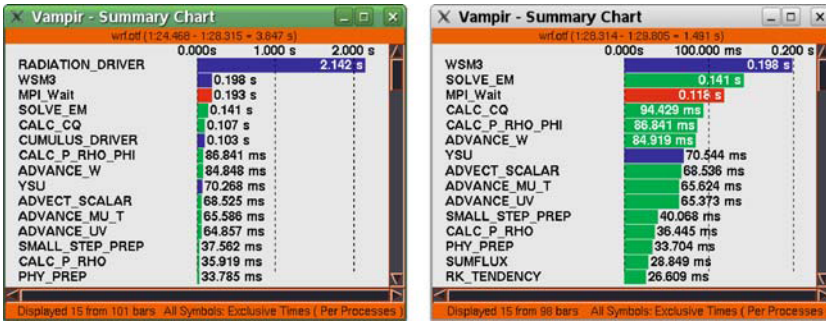 Vampir - Summary Chart
wrf.otf (1:24.468 - 1:28.315 = 3.847 s)
0.000s 1.000 s 2.000 s
RADIATION_DRIVER 2.142 s
WSM3 0.198 s
MPI_Wait 0.193 s
SOLVE_EM 0.141 s
CALC_CQ 0.107 s
CUMULUS_DRIVER 0.103 s
CALC_P_RHO_PHI 86.841 ms
ADVANCE_W 84.848 ms
YSU 70.268 ms
ADVECT_SCALAR 68.525 ms
ADVANCE_MU_T 65.586 ms
ADVANCE_UV 64.857 ms
SMALL_STEP_PREP 37.562 ms
CALC_P_RHO 35.919 ms
PHY_PREP 33.785 ms
Displayed 15 from 101 bars All Symbols: Exclusive Times ( Per Processes )
Vampir - Summary Chart
wrf.otf (1:28.314 - 1:29.805 = 1.491 s)
0.000s 100.000 ms 0.200 s
WSM3 0.198 s
SOLVE_EM 0.141 s
MPI_Wait 0.118 s
CALC_CQ 94.429 ms
CALC_P_RHO_PHI 86.841 ms
ADVANCE_W 84.919 ms
YSU 70.544 ms
ADVECT_SCALAR 68.536 ms
ADVANCE_MU_T 65.624 ms
ADVANCE_UV 65.373 ms
SMALL_STEP_PREP 40.068 ms
CALC_P_RHO 36.445 ms
PHY_PREP 33.704 ms
SUMFLUX 28.849 ms
RK_TENDENCY 26.609 ms
Displayed 15 from 98 bars All Symbols: Exclusive Times ( Per Processes